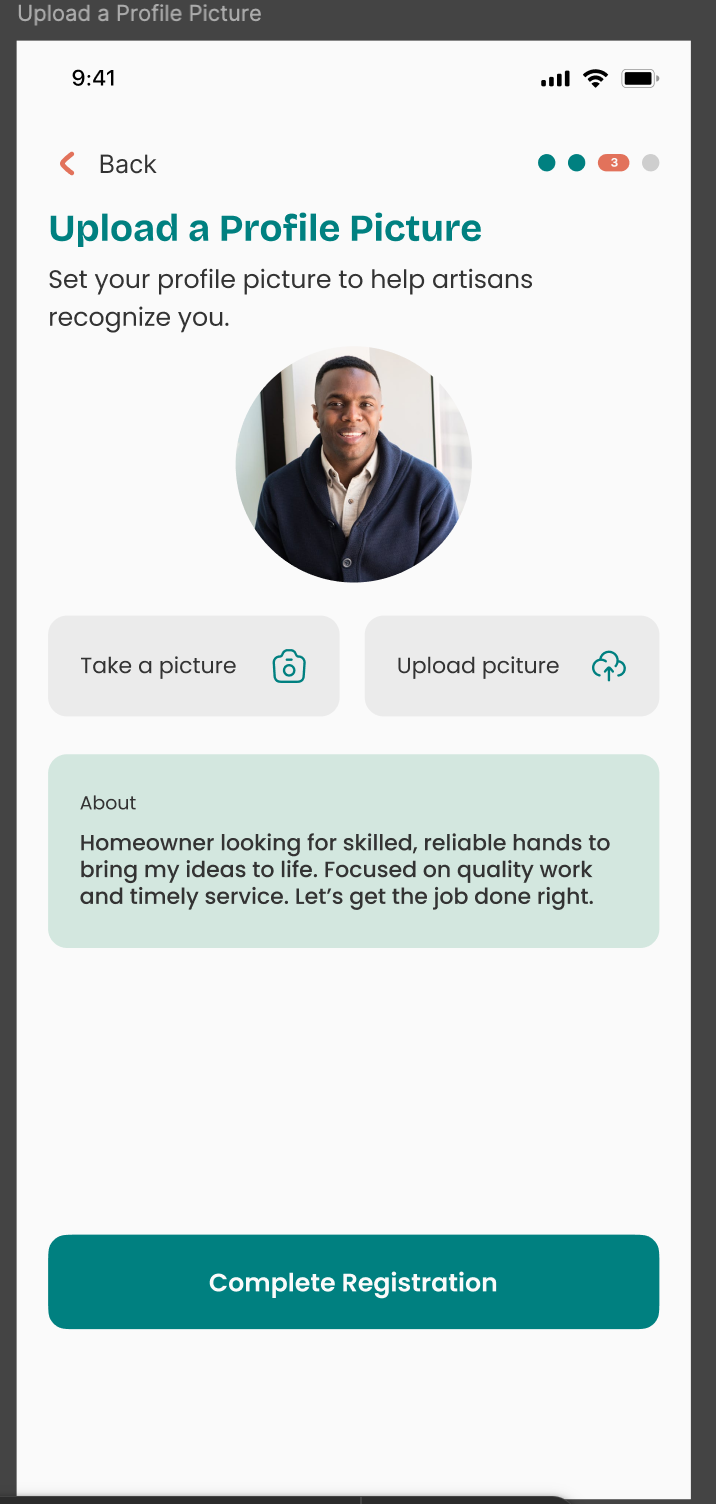 Upload a Profile Picture
9:41
Back
3
Upload a Profile Picture
Set your profile picture to help artisans
recognize you.
Take a picture
Upload pciture
About
Homeowner looking for skilled, reliable hands to
bring my ideas to life. Focused on quality work
and timely service. Let’s get the job done right.
Complete Registration